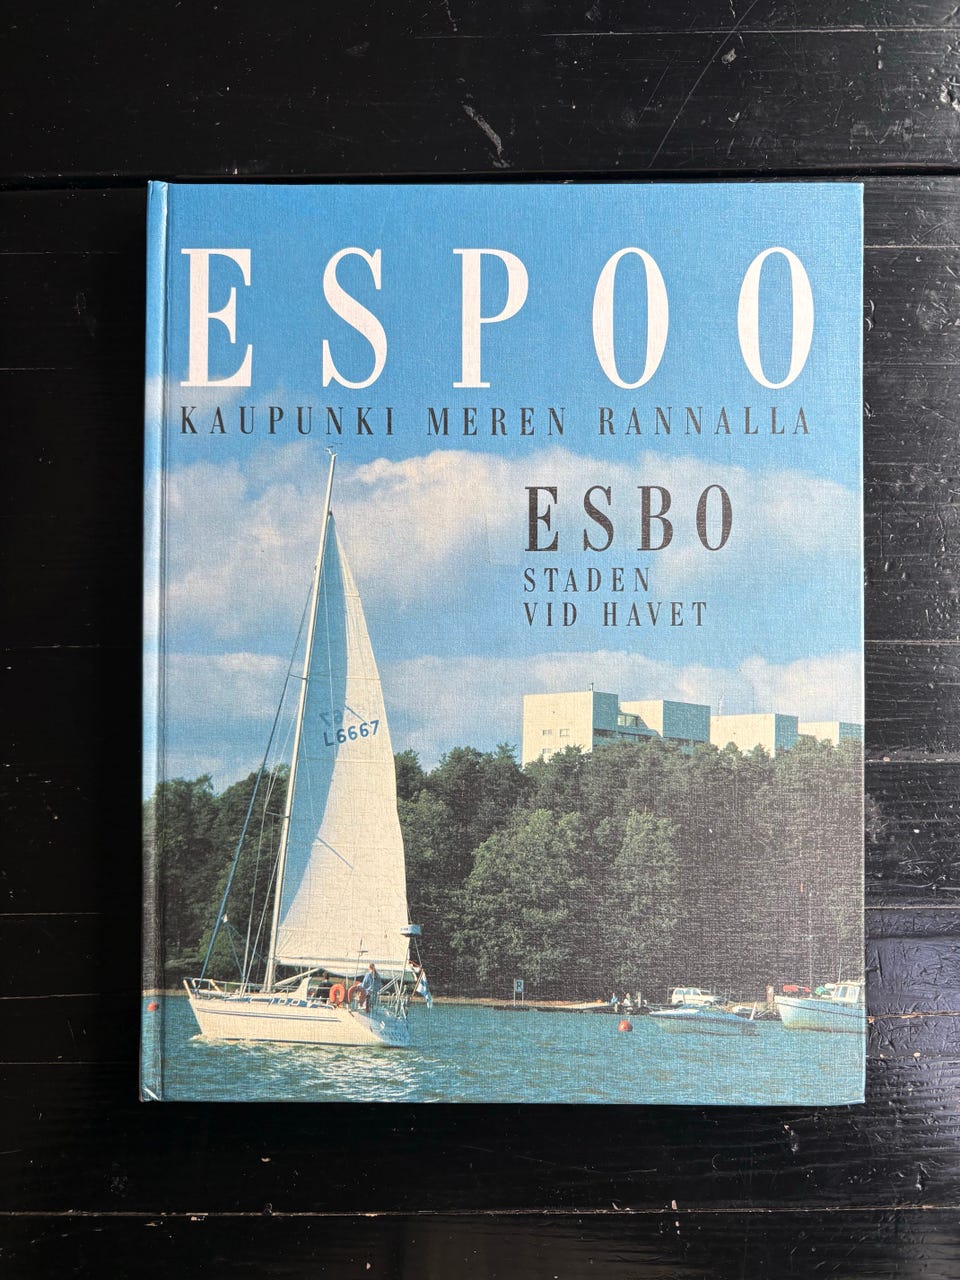 ESPOO
KAUPUNKI MEREN RANNALLA
ESBO
STADEN
VID HAVET
L6667